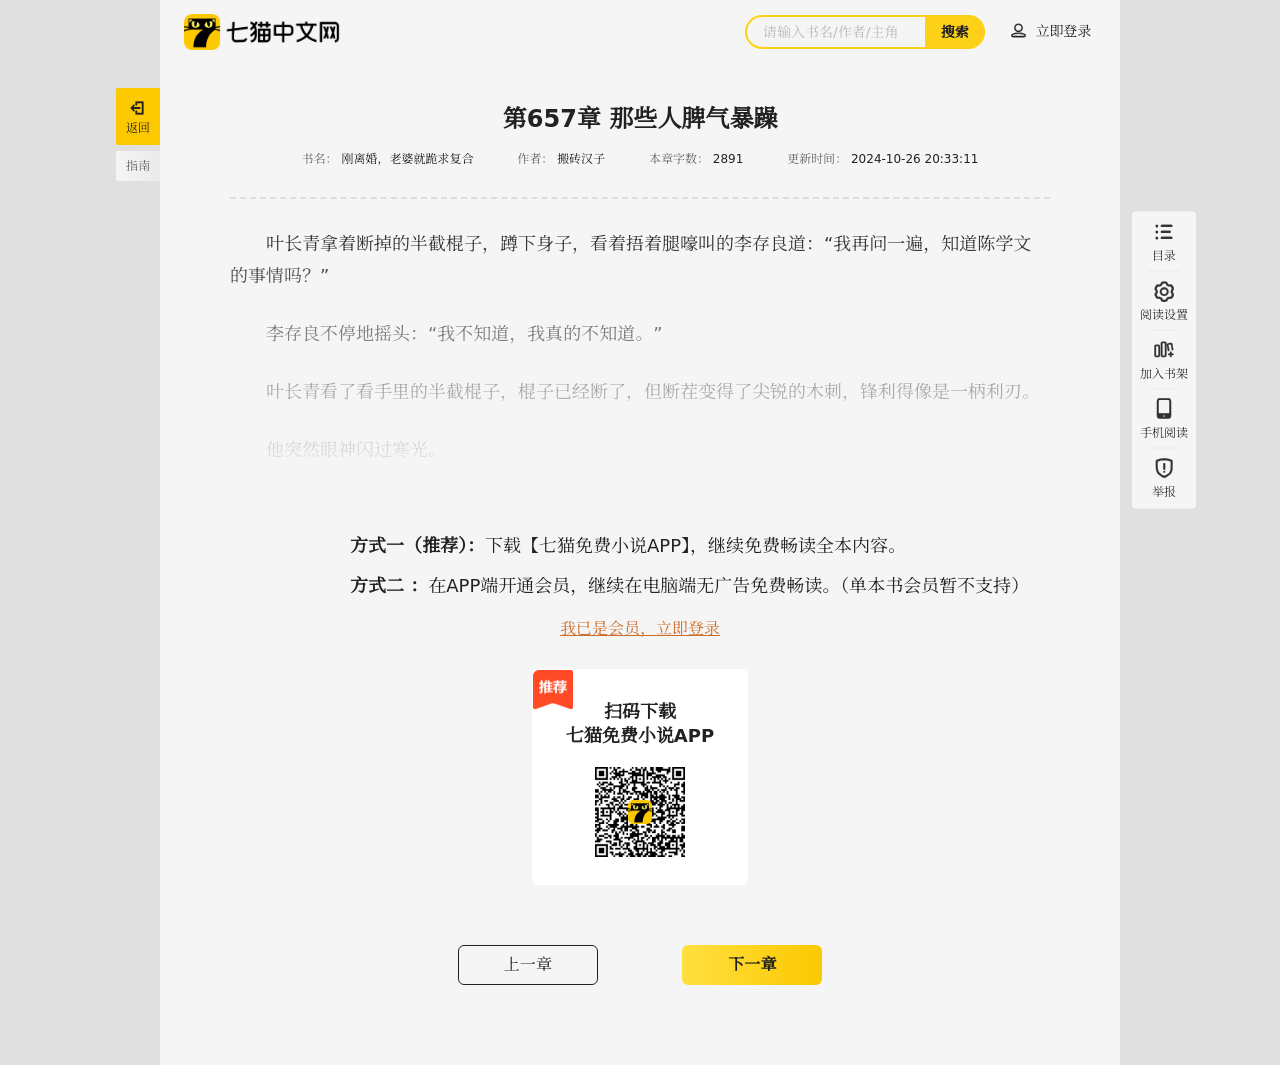 七猫中文网
请输入书名/作者/主角
搜索
立即登录
返回
指南
第657章 那些人脾气暴躁
书名： 刚离婚，老婆就跪求复合 作者： 搬砖汉子 本章字数： 2891 更新时间： 2024-10-26 20:33:11
叶长青拿着断掉的半截棍子，蹲下身子，看着捂着腿嚎叫的李存良道：“我再问一遍，知道陈学文
的事情吗？”
李存良不停地摇头：“我不知道，我真的不知道。”
叶长青看了看手里的半截棍子，棍子已经断了，但断茬变得了尖锐的木刺，锋利得像是一柄利刃。
他突然眼神闪过寒光。
目录
阅读设置
加入书架
手机阅读
举报
方式一（推荐）：下载【七猫免费小说APP】，继续免费畅读全本内容。
方式二 ：在APP端开通会员，继续在电脑端无广告免费畅读。（单本书会员暂不支持）
我已是会员，立即登录
推荐
扫码下载
七猫免费小说APP
上一章
下一章